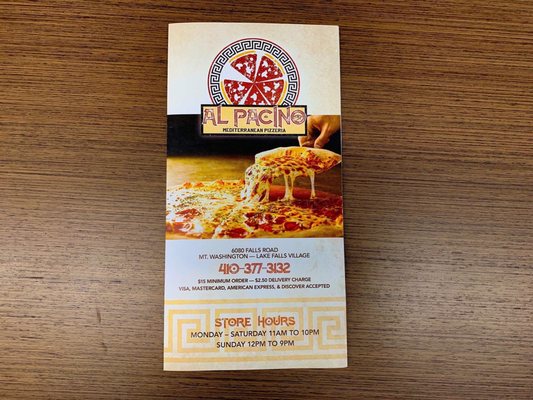 AL PACINO
MEDITERRANEAN PIZZERIA
6080 FALLS ROAD
MT. WASHINGTON — LAKE FALLS VILLAGE
410-377-3132
$15 MINIMUM ORDER — $2.50 DELIVERY CHARGE
VISA, MASTERCARD, AMERICAN EXPRESS, & DISCOVER ACCEPTED
STORE HOURS
MONDAY – SATURDAY 11AM TO 10PM
SUNDAY 12PM TO 9PM